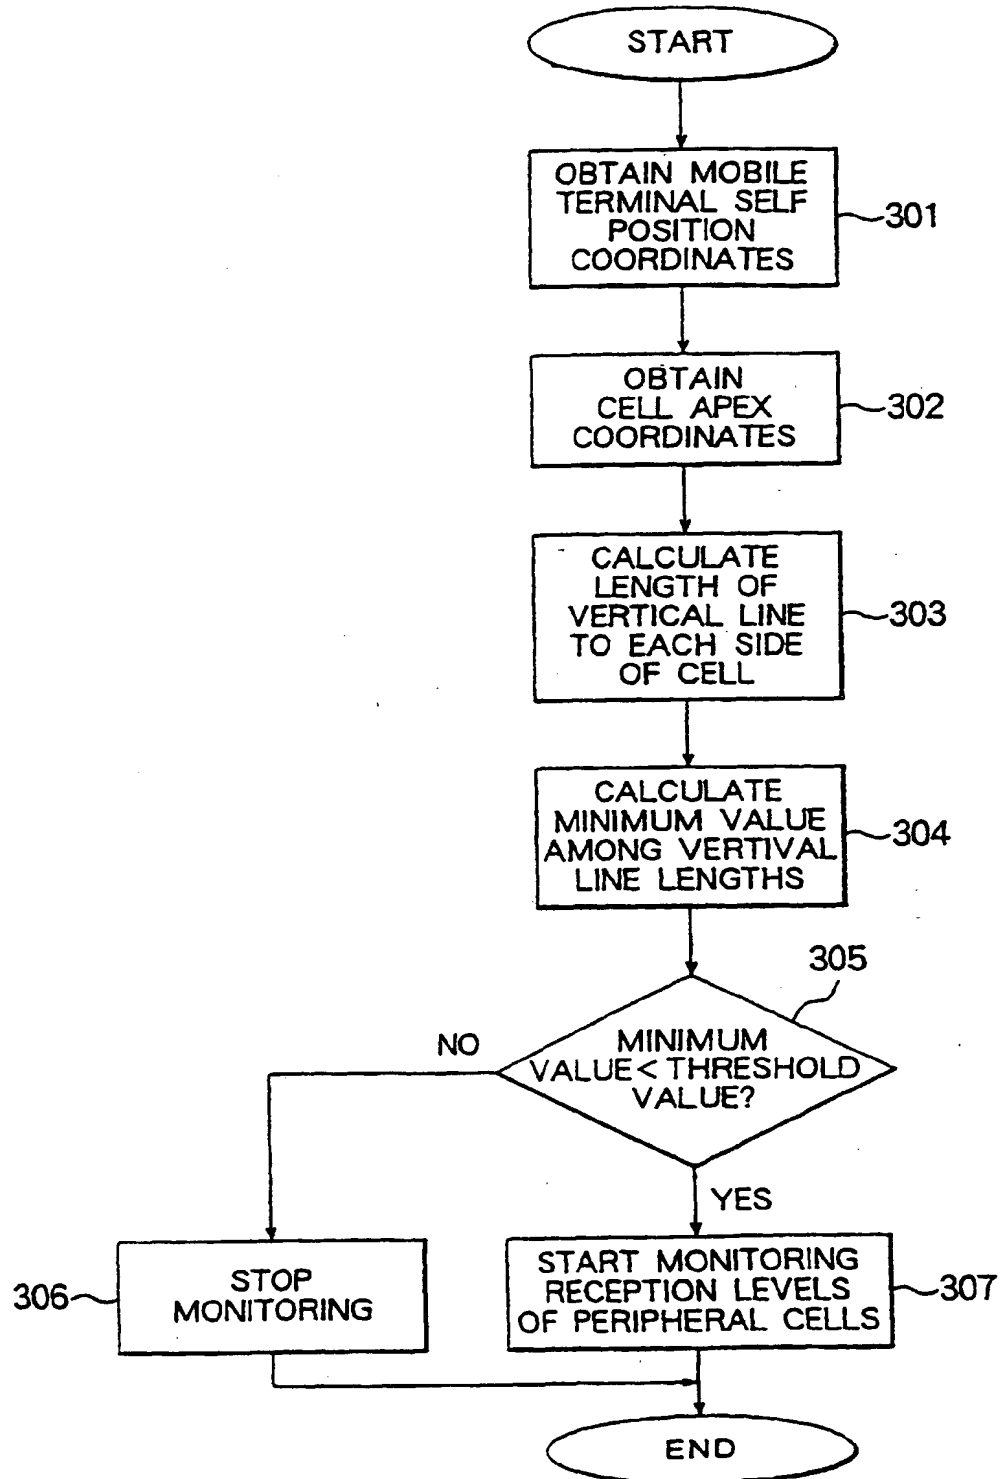 START
OBTAIN MOBILE
TERMINAL SELF
POSITION
COORDINATES
301
OBTAIN
CELL APEX
COORDINATES
302
CALCULATE
LENGTH OF
VERTICAL LINE
TO EACH SIDE
OF CELL
303
CALCULATE
MINIMUM VALUE
AMONG VERTIVAL
LINE LENGTHS
304
305
MINIMUM
VALUE < THRESHOLD
VALUE?
NO
YES
306
STOP
MONITORING
START MONITORING
RECEPTION LEVELS
OF PERIPHERAL CELLS
307
END